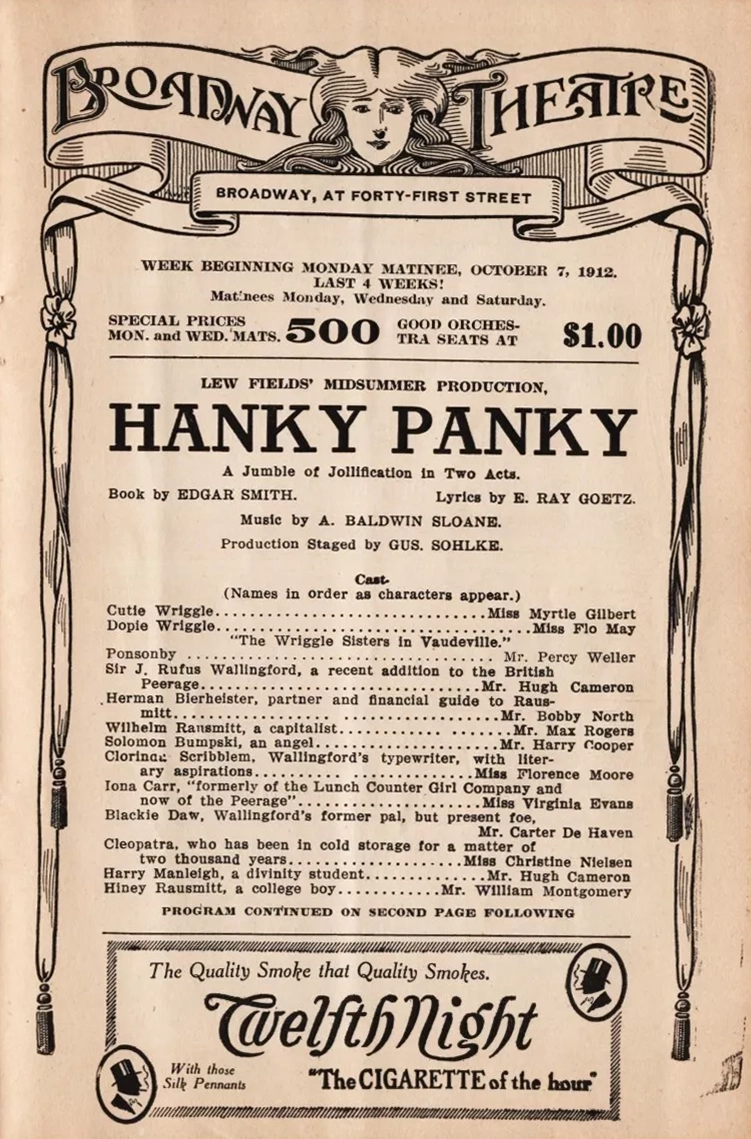 BROADWAY THEATRE
BROADWAY, AT FORTY-FIRST STREET
WEEK BEGINNING MONDAY MATINEE, OCTOBER 7, 1912.
LAST 4 WEEKS!
Matinees Monday, Wednesday and Saturday.
SPECIAL PRICES
MON. and WED. MATS. 500 GOOD ORCHES-
TRA SEATS AT $1.00
LEW FIELDS' MIDSUMMER PRODUCTION,
HANKY PANKY
A Jumble of Jollification in Two Acts.
Book by EDGAR SMITH. Lyrics by E. RAY GOETZ.
Music by A. BALDWIN SLOANE.
Production Staged by GUS. SOHLKE.
Cast.
(Names in order as characters appear.)
Cutie Wriggle..............................Miss Myrtle Gilbert
Dopie Wriggle..................................Miss Flo May
"The Wriggle Sisters in Vaudeville."
Ponsonby ..................................Mr. Percy Weller
Sir J. Rufus Wallingford, a recent addition to the British
Peerage..............................Mr. Hugh Cameron
Herman Bierheister, partner and financial guide to Raus-
mitt................. ..................Mr. Bobby North
Wilhelm Rausmitt, a capitalist........... .......Mr. Max Rogers
Solomon Bumpski, an angel....................Mr. Harry Cooper
Clorinda Scribblem, Wallingford's typewriter, with liter-
ary aspirations.......... ..............Miss Florence Moore
Iona Carr, "formerly of the Lunch Counter Girl Company and
now of the Peerage"....................Miss Virginia Evans
Blackie Daw, Wallingford's former pal, but present foe,
Mr. Carter De Haven
Cleopatra, who has been in cold storage for a matter of
two thousand years....................Miss Christine Nielsen
Harry Manleigh, a divinity student.............Mr. Hugh Cameron
Hiney Rausmitt, a college boy............Mr. William Montgomery
PROGRAM CONTINUED ON SECOND PAGE FOLLOWING
The Quality Smoke that Quality Smokes.
Twelfth Night
With those
Silk Pennants
"The CIGARETTE of the hour"